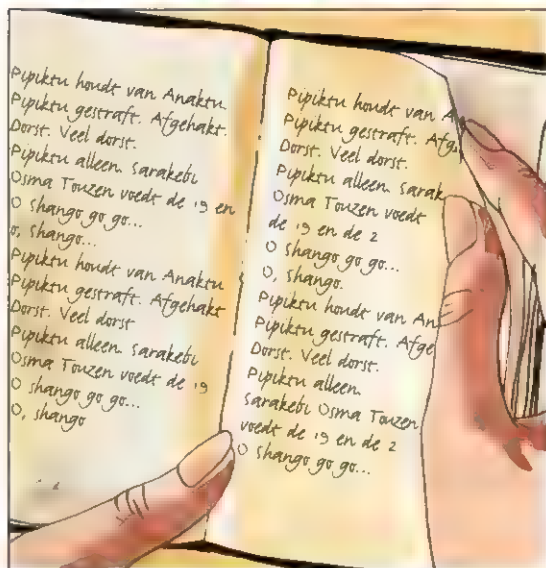 Pipiktu houdt van Anaktu.
Pipiktu gestraft. Afgehakt.
Dorst. Veel dorst.
Pipiktu alleen. Sarakebi
Osma Touzen voedt de 19 en
O shango go go...
o, shango...
Pipiktu houdt van Anaktu
Pipiktu gestraft. Afgehakt
Dorst. Veel dorst
Pipiktu alleen. Sarakebi
Osma Touzen voedt de 19
O shango go go...
O, shango
Pipiktu houdt van A
Pipiktu gestraft. Afg
Dorst. Veel dorst.
Pipiktu alleen. Sarak
Osma Touzen voedt
de 19 en de 2
O shango go go...
O, shango.
Pipiktu houdt van An
Pipiktu gestraft. Afge
Dorst. Veel dorst.
Pipiktu alleen.
Sarakebi Osma Touzen
voedt de 19 en de 2
O shango go go...